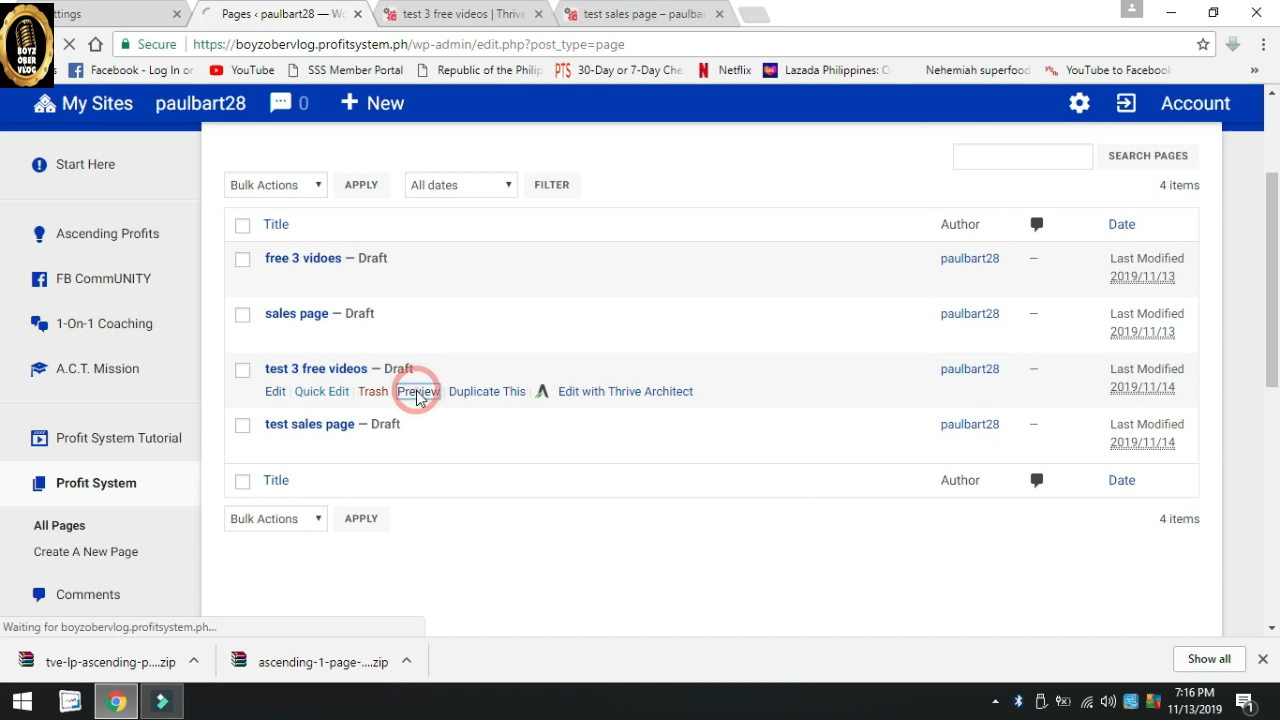 ttings
Pages ‹ paulbart28 — Wo
test 3 free videos | Thrive
test sales page – paulbar
BOYZ
OBER
VLOG
Secure
https://boyzobervlog.profitsystem.ph/wp-admin/edit.php?post_type=page
Facebook - Log In or
YouTube
SSS Member Portal
Republic of the Philip
PTS 30-Day or 7-Day Che
Netflix
Lazada Philippines: O
Nehemiah superfood
YouTube to Facebook
My Sites
paulbart28
0
+ New
Account
Start Here
Ascending Profits
FB CommUNITY
1-On-1 Coaching
A.C.T. Mission
Profit System Tutorial
Profit System
All Pages
Create A New Page
Comments
SEARCH PAGES
Bulk Actions
APPLY
All dates
FILTER
4 items
Title
Author
Date
free 3 vidoes — Draft
paulbart28
—
Last Modified
2019/11/13
sales page — Draft
paulbart28
—
Last Modified
2019/11/13
test 3 free videos — Draft
Edit | Quick Edit | Trash | Preview | Duplicate This | Edit with Thrive Architect
paulbart28
—
Last Modified
2019/11/14
test sales page — Draft
paulbart28
—
Last Modified
2019/11/14
Title
Author
Date
Bulk Actions
APPLY
4 items
Waiting for boyzobervlog.profitsystem.ph...
tve-lp-ascending-p....zip
ascending-1-page-....zip
Show all
7:16 PM
11/13/2019
1